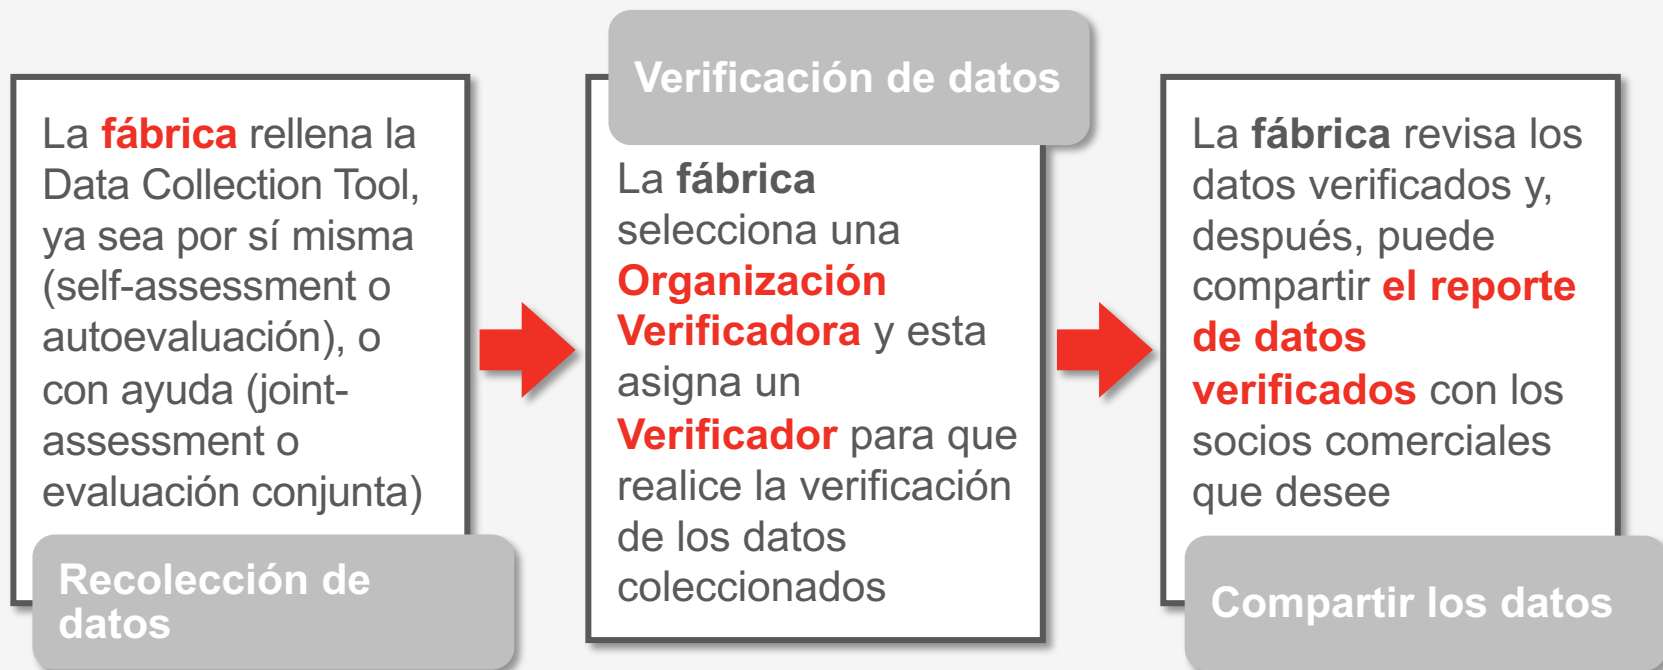 La fábrica rellena la
Data Collection Tool,
ya sea por sí misma
(self-assessment o
autoevaluación), o
con ayuda (joint-
assessment o
evaluación conjunta)
Recolección de
datos
Verificación de datos
La fábrica
selecciona una
Organización
Verificadora y esta
asigna un
Verificador para que
realice la verificación
de los datos
coleccionados
La fábrica revisa los
datos verificados y,
después, puede
compartir el reporte
de datos
verificados con los
socios comerciales
que desee
Compartir los datos